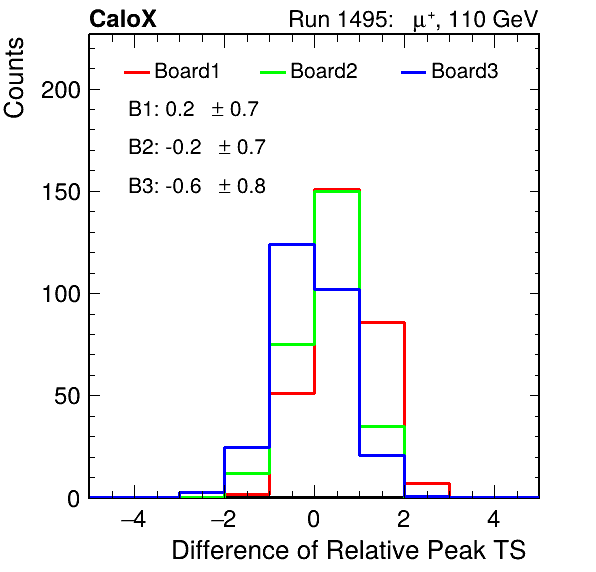 CaloX Run 1495: μ⁺, 110 GeV
Counts
Board1 Board2 Board3
B1: 0.2 ± 0.7
B2: -0.2 ± 0.7
B3: -0.6 ± 0.8
200
150
100
50
0
−4 −2 0 2 4
Difference of Relative Peak TS